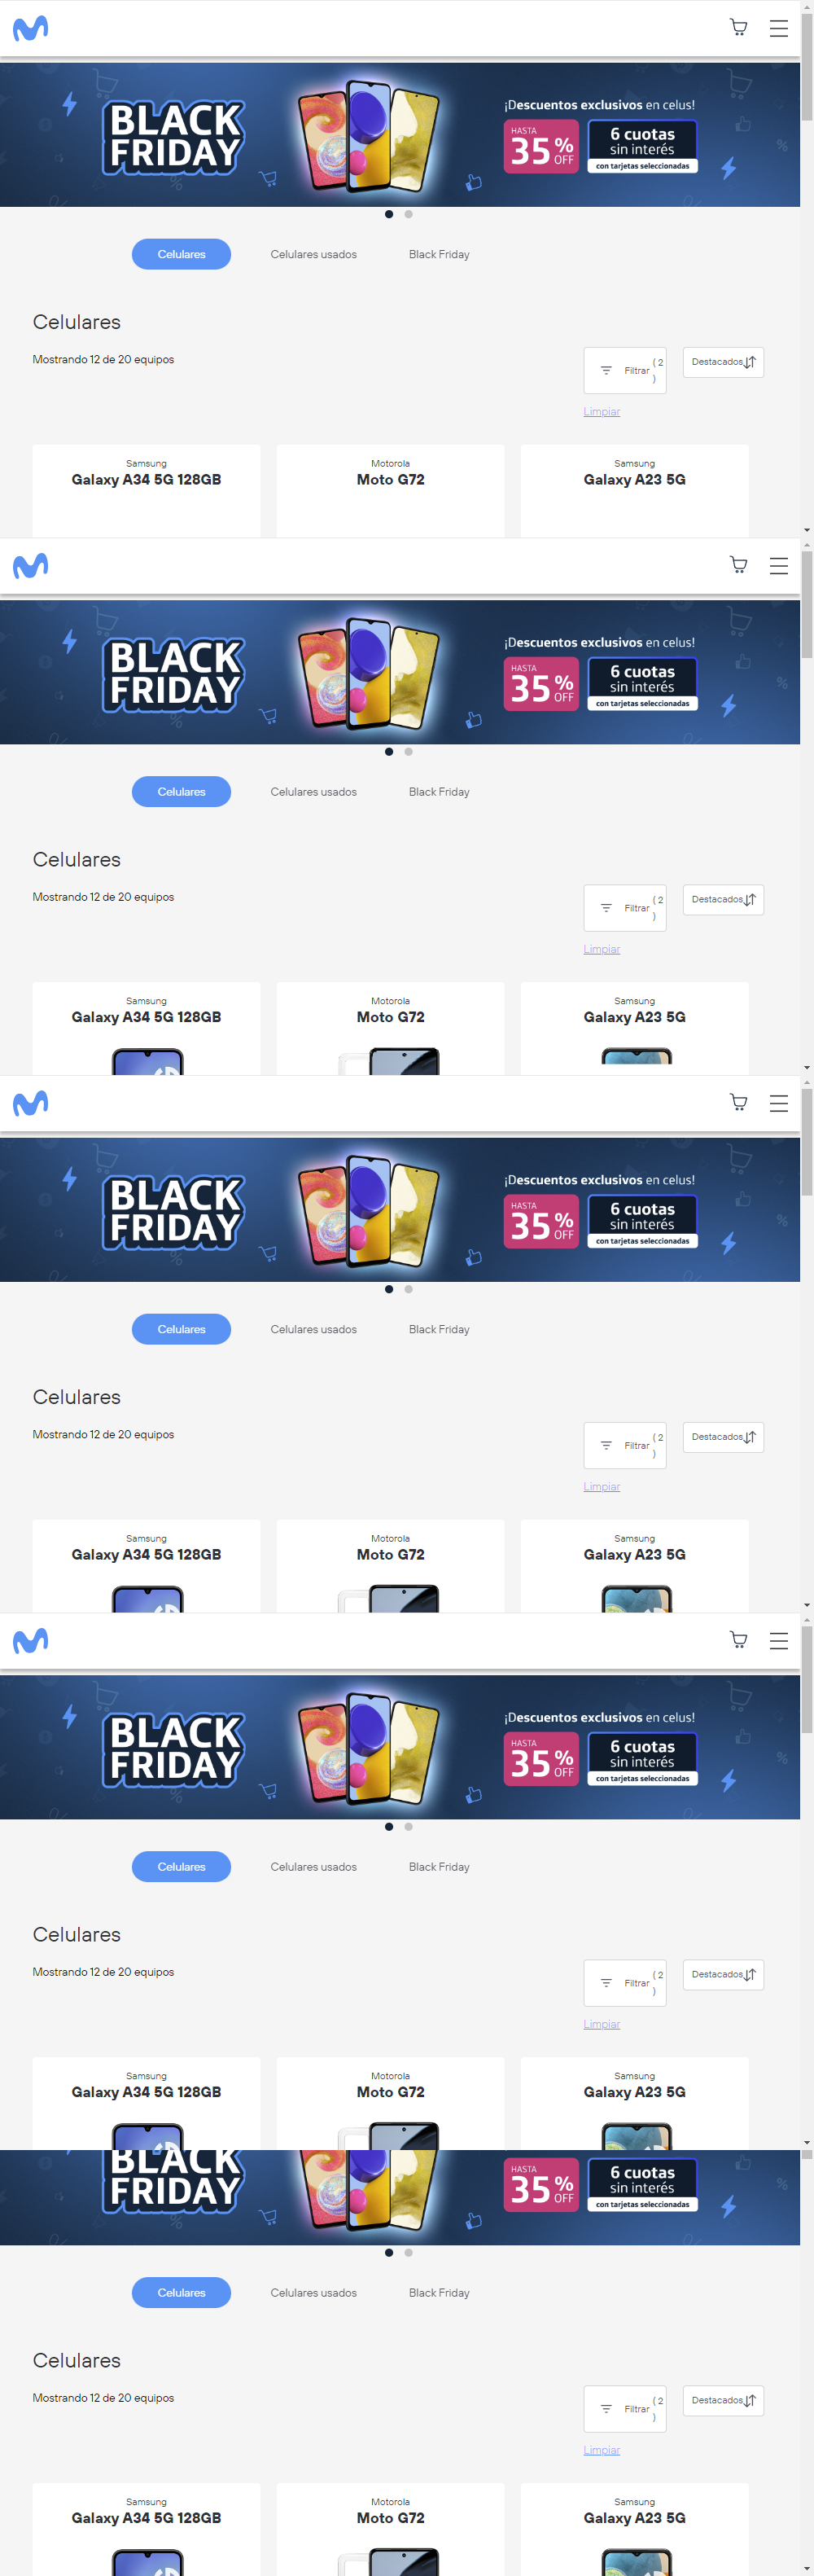 BLACK
FRIDAY
¡Descuentos exclusivos en celus!
HASTA
35% OFF
6 cuotas
sin interés
con tarjetas seleccionadas
Celulares
Celulares usados
Black Friday
Celulares
Mostrando 12 de 20 equipos
Filtrar ( 2 )
Destacados
Limpiar
Samsung
Galaxy A34 5G 128GB
Motorola
Moto G72
Samsung
Galaxy A23 5G
BLACK
FRIDAY
¡Descuentos exclusivos en celus!
HASTA
35% OFF
6 cuotas
sin interés
con tarjetas seleccionadas
Celulares
Celulares usados
Black Friday
Celulares
Mostrando 12 de 20 equipos
Filtrar ( 2 )
Destacados
Limpiar
Samsung
Galaxy A34 5G 128GB
Motorola
Moto G72
Samsung
Galaxy A23 5G
BLACK
FRIDAY
¡Descuentos exclusivos en celus!
HASTA
35% OFF
6 cuotas
sin interés
con tarjetas seleccionadas
Celulares
Celulares usados
Black Friday
Celulares
Mostrando 12 de 20 equipos
Filtrar ( 2 )
Destacados
Limpiar
Samsung
Galaxy A34 5G 128GB
Motorola
Moto G72
Samsung
Galaxy A23 5G
BLACK
FRIDAY
¡Descuentos exclusivos en celus!
HASTA
35% OFF
6 cuotas
sin interés
con tarjetas seleccionadas
Celulares
Celulares usados
Black Friday
Celulares
Mostrando 12 de 20 equipos
Filtrar ( 2 )
Destacados
Limpiar
Samsung
Galaxy A34 5G 128GB
Motorola
Moto G72
Samsung
Galaxy A23 5G
BLACK
FRIDAY
HASTA
35% OFF
6 cuotas
sin interés
con tarjetas seleccionadas
Celulares
Celulares usados
Black Friday
Celulares
Mostrando 12 de 20 equipos
Filtrar ( 2 )
Destacados
Limpiar
Samsung
Galaxy A34 5G 128GB
Motorola
Moto G72
Samsung
Galaxy A23 5G